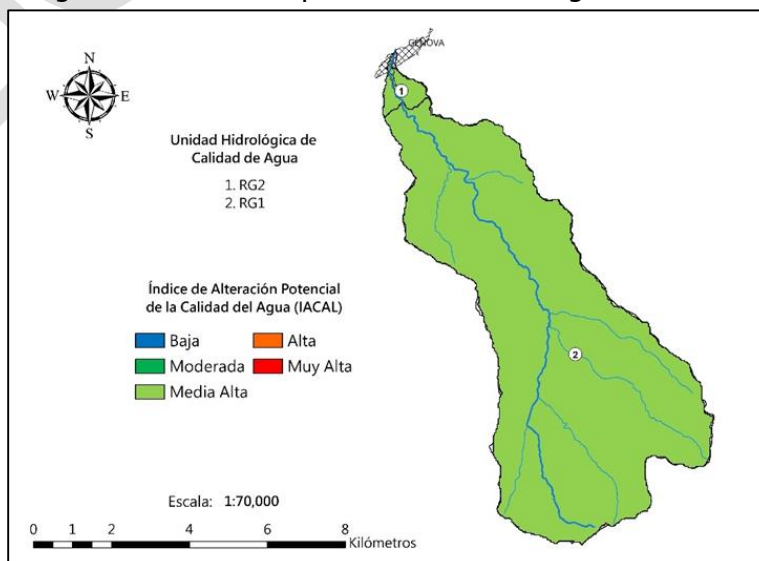 GENOVA
N
W E
S
1
Unidad Hidrológica de
Calidad de Agua
1. RG2
2. RG1
Índice de Alteración Potencial
de la Calidad del Agua (IACAL)
Baja
Alta
Moderada
Muy Alta
Media Alta
2
Escala: 1:70,000
0 1 2 4 6 8
Kilómetros